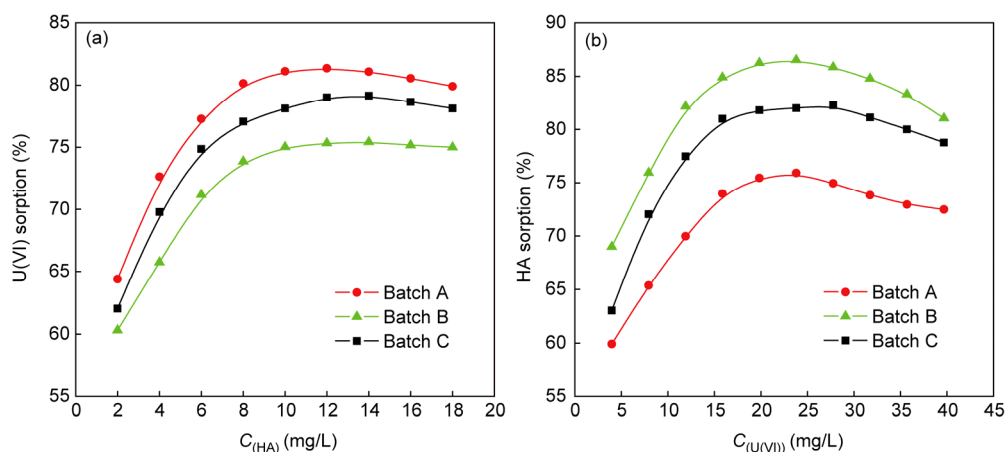 (a)
U(VI) sorption (%)
85
80
75
70
65
60
55
Batch A
Batch B
Batch C
0 2 4 6 8 10 12 14 16 18 20
C(HA) (mg/L)
(b)
HA sorption (%)
90
85
80
75
70
65
60
55
Batch A
Batch B
Batch C
0 5 10 15 20 25 30 35 40 45
C(U(VI)) (mg/L)